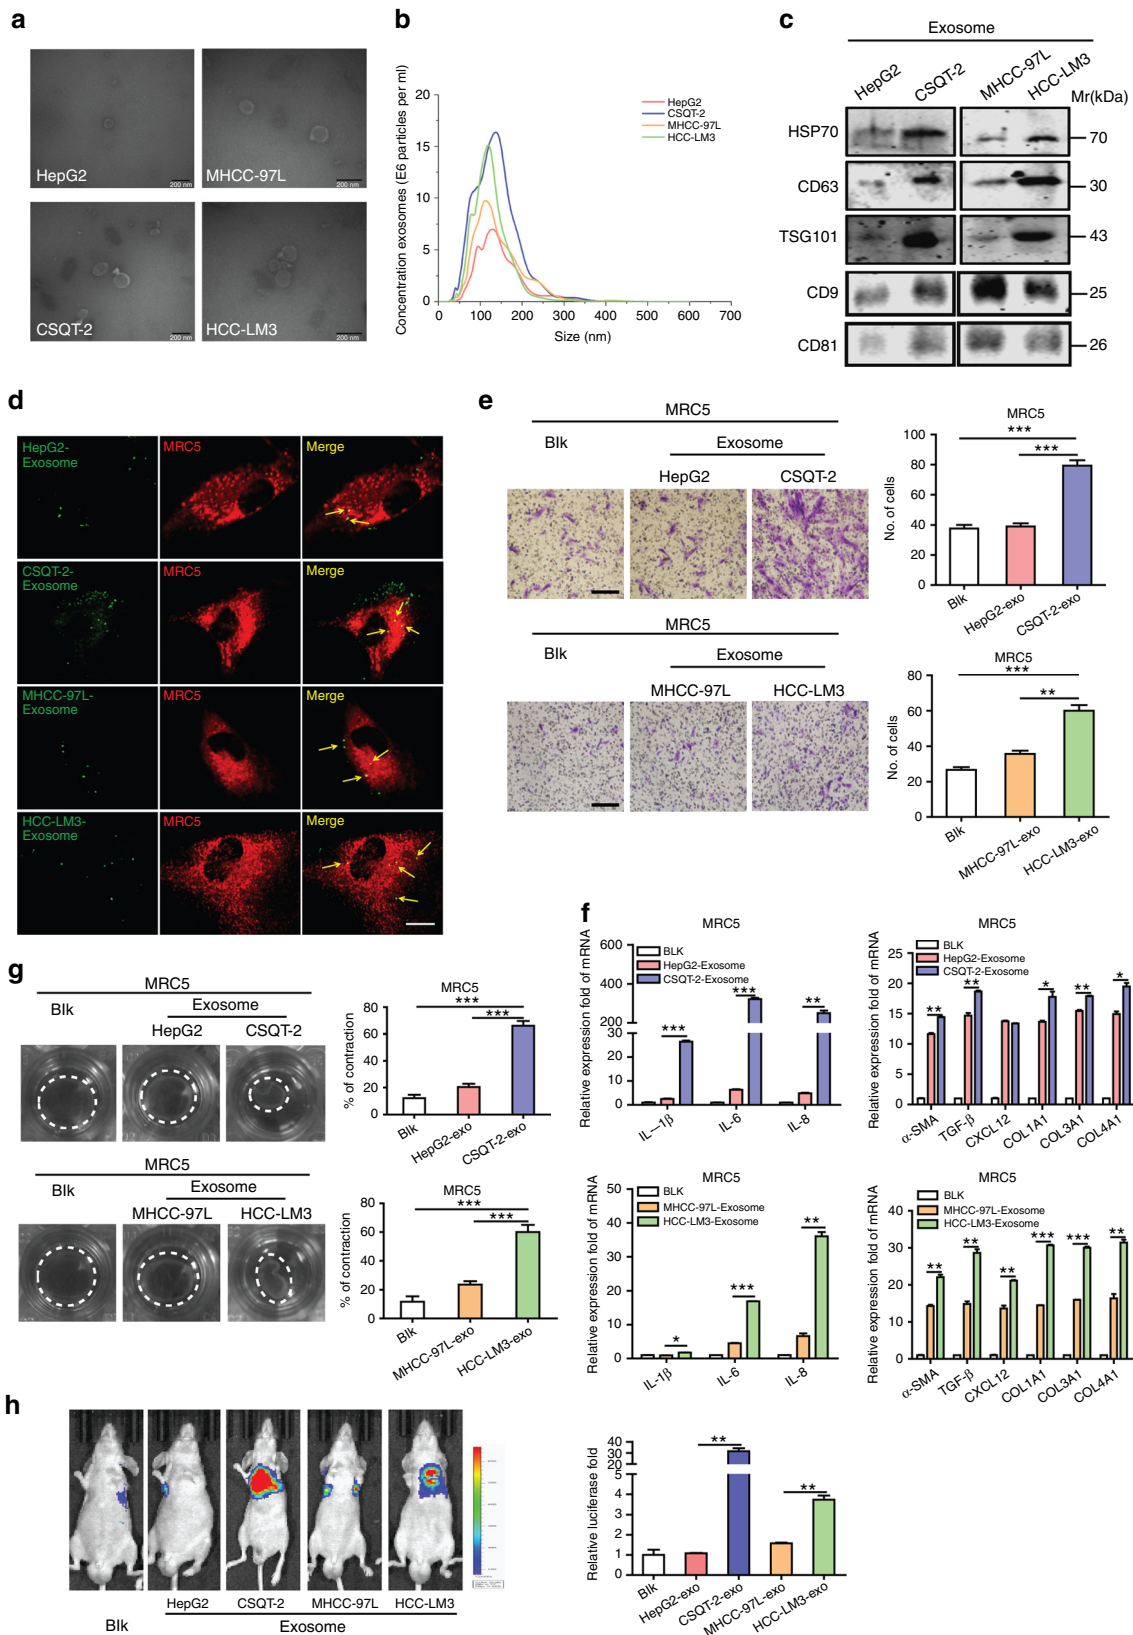 a
HepG2
200 nm
MHCC-97L
200 nm
CSQT-2
200 nm
HCC-LM3
200 nm
b
Concentration exosomes (E6 particles per ml)
20
15
10
5
0
0 100 200 300 400 500 600 700
Size (nm)
HepG2
CSQT-2
MHCC-97L
HCC-LM3
c
Exosome
HepG2 CSQT-2 MHCC-97L HCC-LM3
Mr(kDa)
HSP70 70
CD63 30
TSG101 43
CD9 25
CD81 26
d
HepG2-
Exosome
MRC5
Merge
CSQT-2-
Exosome
MRC5
Merge
MHCC-97L-
Exosome
MRC5
Merge
HCC-LM3-
Exosome
MRC5
Merge
e
MRC5
Blk
Exosome
HepG2 CSQT-2
MRC5
***
***
No. of cells
100
80
60
40
20
0
Blk
HepG2-exo
CSQT-2-exo
MRC5
Blk
Exosome
MHCC-97L HCC-LM3
MRC5
***
**
No. of cells
80
60
40
20
0
Blk
MHCC-97L-exo
HCC-LM3-exo
f
MRC5
BLK
HepG2-Exosome
CSQT-2-Exosome
Relative expression fold of mRNA
600
400
200
30
20
10
0
***
***
**
IL–1β
IL-6
IL-8
MRC5
BLK
HepG2-Exosome
CSQT-2-Exosome
Relative expression fold of mRNA
25
20
15
10
5
0
**
**
*
**
*
α-SMA
TGF-β
CXCL12
COL1A1
COL3A1
COL4A1
MRC5
BLK
MHCC-97L-Exosome
HCC-LM3-Exosome
Relative expression fold of mRNA
50
40
30
20
10
0
*
***
**
IL-1β
IL-6
IL-8
MRC5
BLK
MHCC-97L-Exosome
HCC-LM3-Exosome
Relative expression fold of mRNA
40
30
20
10
0
**
**
**
***
***
**
α-SMA
TGF-β
CXCL12
COL1A1
COL3A1
COL4A1
g
MRC5
Blk
Exosome
HepG2 CSQT-2
MRC5
***
***
% of contraction
80
60
40
20
0
Blk
HepG2-exo
CSQT-2-exo
MRC5
Blk
Exosome
MHCC-97L HCC-LM3
MRC5
***
***
% of contraction
80
60
40
20
0
Blk
MHCC-97L-exo
HCC-LM3-exo
h
HepG2 CSQT-2 MHCC-97L HCC-LM3
Blk
Exosome
Relative luciferase fold
40
30
20
5
4
3
2
1
0
**
**
Blk
HepG2-exo
CSQT-2-exo
MHCC-97L-exo
HCC-LM3-exo